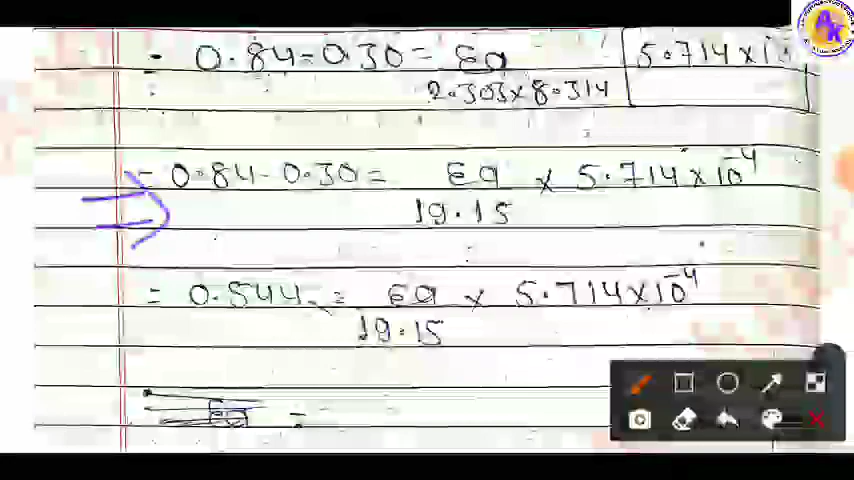 AK
= 0.84-0.30= Ea [5.714×10
2.303×8.314
= 0.84-0.30= Ea × 5.714×10⁻⁴
19.15
= 0.544 = Ea × 5.714×10⁻⁴
19.15
=